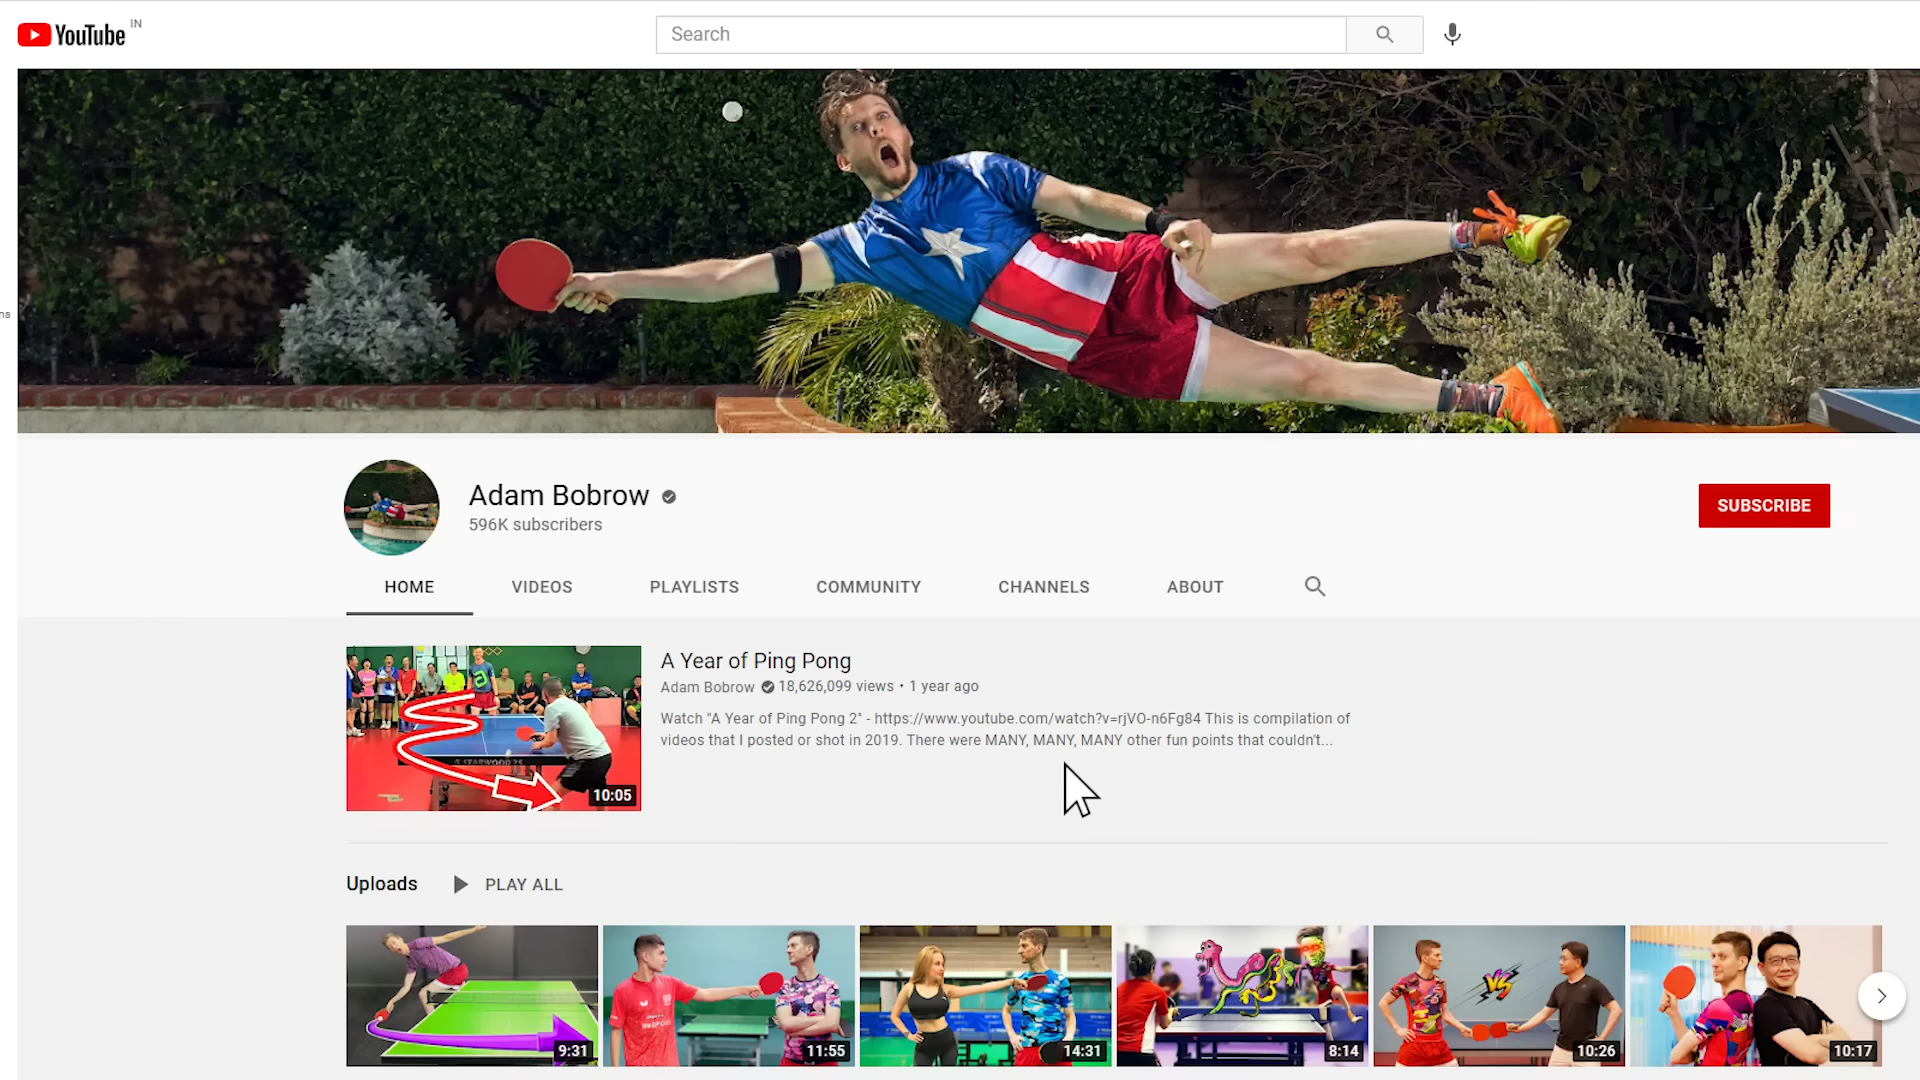 YouTube IN
Search
ns
Adam Bobrow
596K subscribers
SUBSCRIBE
HOME VIDEOS PLAYLISTS COMMUNITY CHANNELS ABOUT
A Year of Ping Pong
Adam Bobrow 18,626,099 views • 1 year ago
Watch "A Year of Ping Pong 2" - https://www.youtube.com/watch?v=rjVO-n6Fg84 This is compilation of
videos that I posted or shot in 2019. There were MANY, MANY, MANY other fun points that couldn't...
10:05
Uploads PLAY ALL
VS
9:31 11:55 14:31 8:14 10:26 10:17